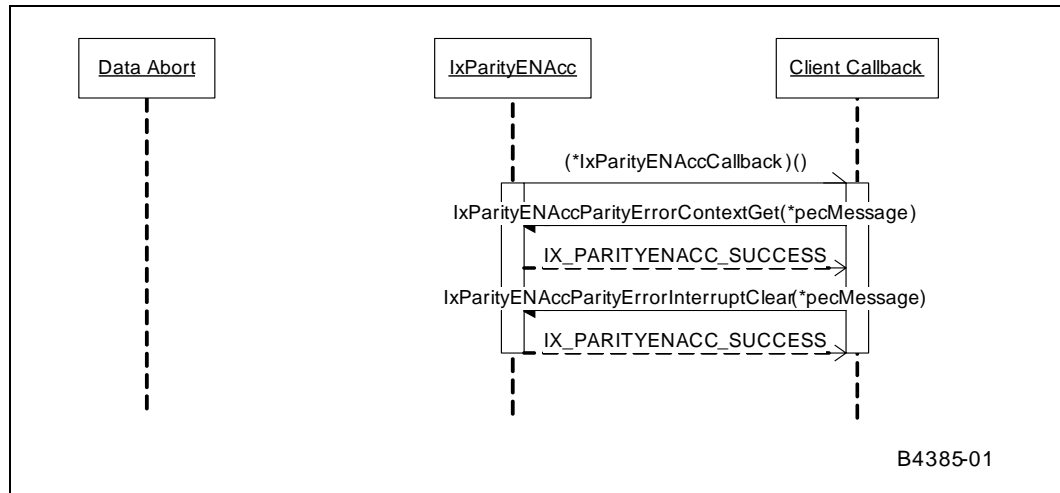 Data Abort
IxParityENAcc
Client Callback
(*IxParityENAccCallback)()
IxParityENAccParityErrorContextGet(*pecMessage)
IX_PARITYENACC_SUCCESS
IxParityENAccParityErrorInterruptClear(*pecMessage)
IX_PARITYENACC_SUCCESS
B4385-01